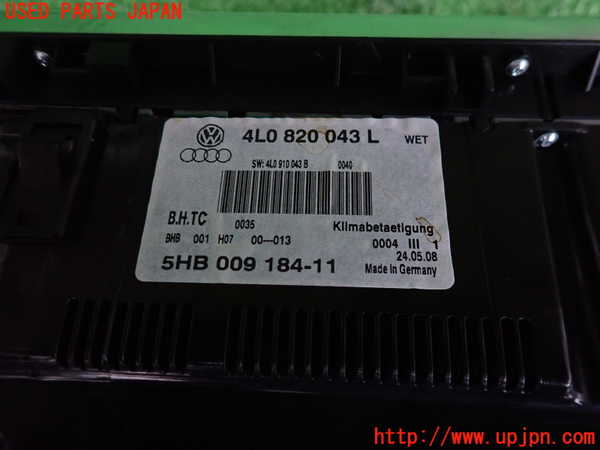 USED PARTS JAPAN
4L0 820 043 L WET
SW: 4L0 910 043 B 0040
B.H.TC 0035 Klimabetaetigung
BHB 001 H07 00-013 0004 III 1
24.05.08
5HB 009 184-11 Made in Germany
http://www.upjpn.com/